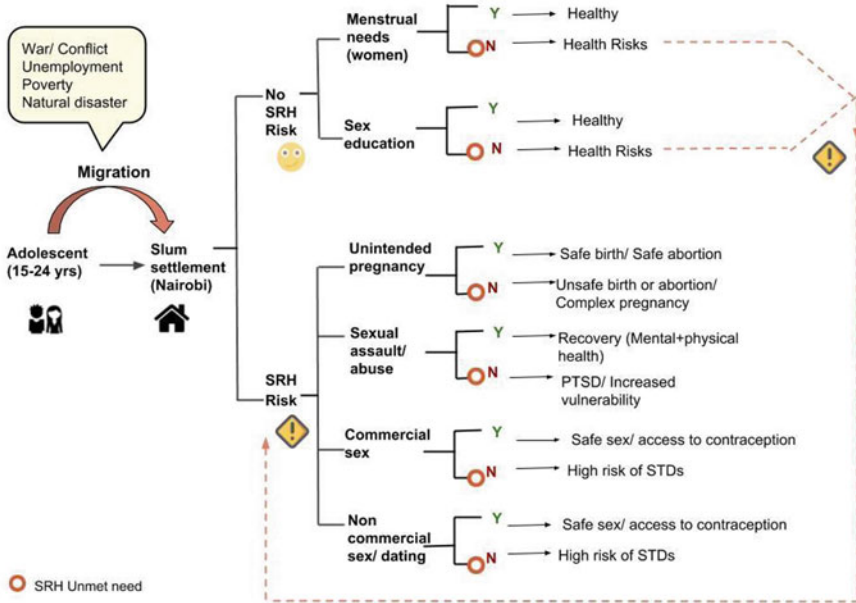 War/ Conflict
Unemployment
Poverty
Natural disaster
Migration
Adolescent
(15-24 yrs)
Slum
settlement
(Nairobi)
No
SRH
Risk
Menstrual
needs
(women)
Y
Healthy
N
Health Risks
Sex
education
Y
Healthy
N
Health Risks
SRH
Risk
Unintended
pregnancy
Y
Safe birth/ Safe abortion
N
Unsafe birth or abortion/
Complex pregnancy
Sexual
assault/
abuse
Y
Recovery (Mental+physical
health)
N
PTSD/ Increased
vulnerability
Commercial
sex
Y
Safe sex/ access to contraception
N
High risk of STDs
Non
commercial
sex/ dating
Y
Safe sex/ access to contraception
N
High risk of STDs
SRH Unmet need